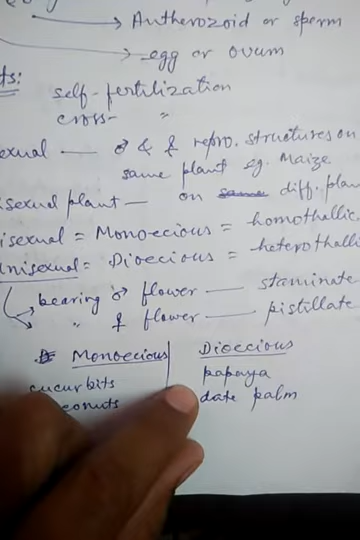 Antherozoid or sperm
egg or ovum
ts:
self-fertilization
cross- "
exual — ♂ & ♀ repro. structures on
same plant eg. Maize
isexual plant — on same diff. plan
isexual = Monoecious = homothallic
Unisexual = Dioecious = heterothalli
bearing ♂ flower — staminate
" ♀ flower — pistillate
Monoecious Dioecious
cucurbits papaya
conuts date palm